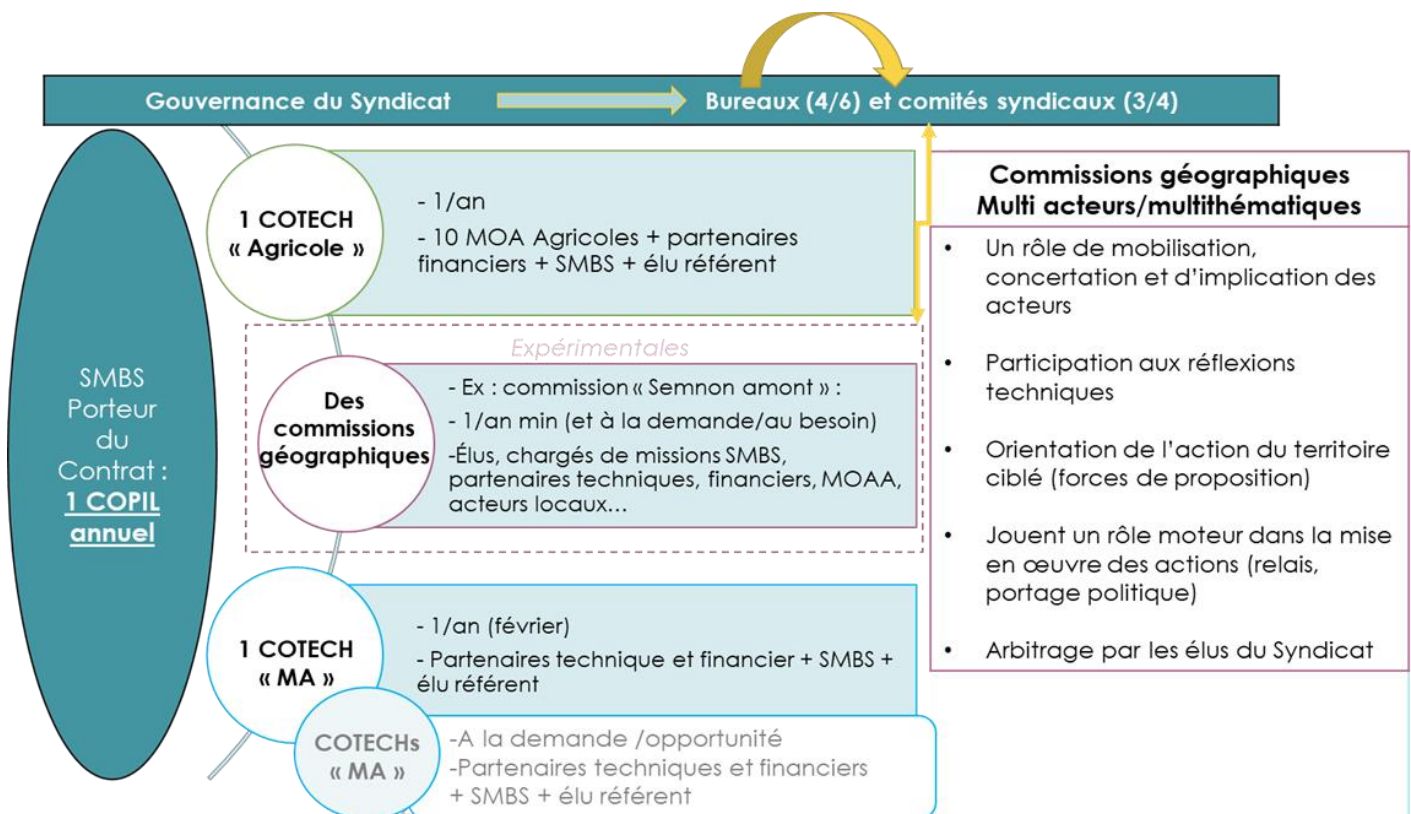 Gouvernance du Syndicat
Bureaux (4/6) et comités syndicaux (3/4)
SMBS
Porteur
du
Contrat :
1 COPIL
annuel
1 COTECH
« Agricole »
- 1/an
- 10 MOA Agricoles + partenaires
financiers + SMBS + élu référent
Expérimentales
Des
commissions
géographiques
- Ex : commission « Semnon amont » :
- 1/an min (et à la demande/au besoin)
-Élus, chargés de missions SMBS,
partenaires techniques, financiers, MOAA,
acteurs locaux…
1 COTECH
« MA »
- 1/an (février)
- Partenaires technique et financier + SMBS +
élu référent
COTECHs
« MA »
-A la demande /opportunité
-Partenaires techniques et financiers
+ SMBS + élu référent
Commissions géographiques
Multi acteurs/multithématiques
• Un rôle de mobilisation,
concertation et d’implication des
acteurs
• Participation aux réflexions
techniques
• Orientation de l’action du territoire
ciblé (forces de proposition)
• Jouent un rôle moteur dans la mise
en œuvre des actions (relais,
portage politique)
• Arbitrage par les élus du Syndicat